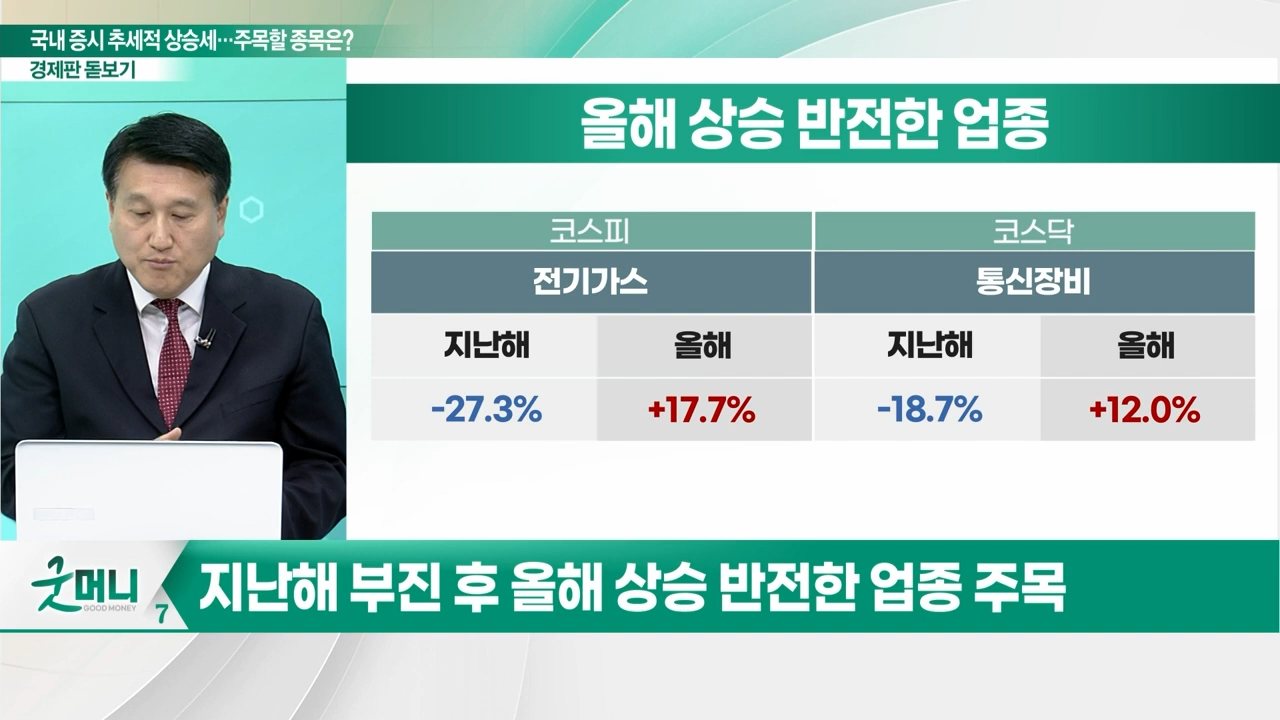 국내 증시 추세적 상승세…주목할 종목은?
경제판 돋보기
올해 상승 반전한 업종
코스피 코스닥
전기가스 통신장비
지난해 올해 지난해 올해
-27.3% +17.7% -18.7% +12.0%
굿머니
GOOD MONEY
7
지난해 부진 후 올해 상승 반전한 업종 주목